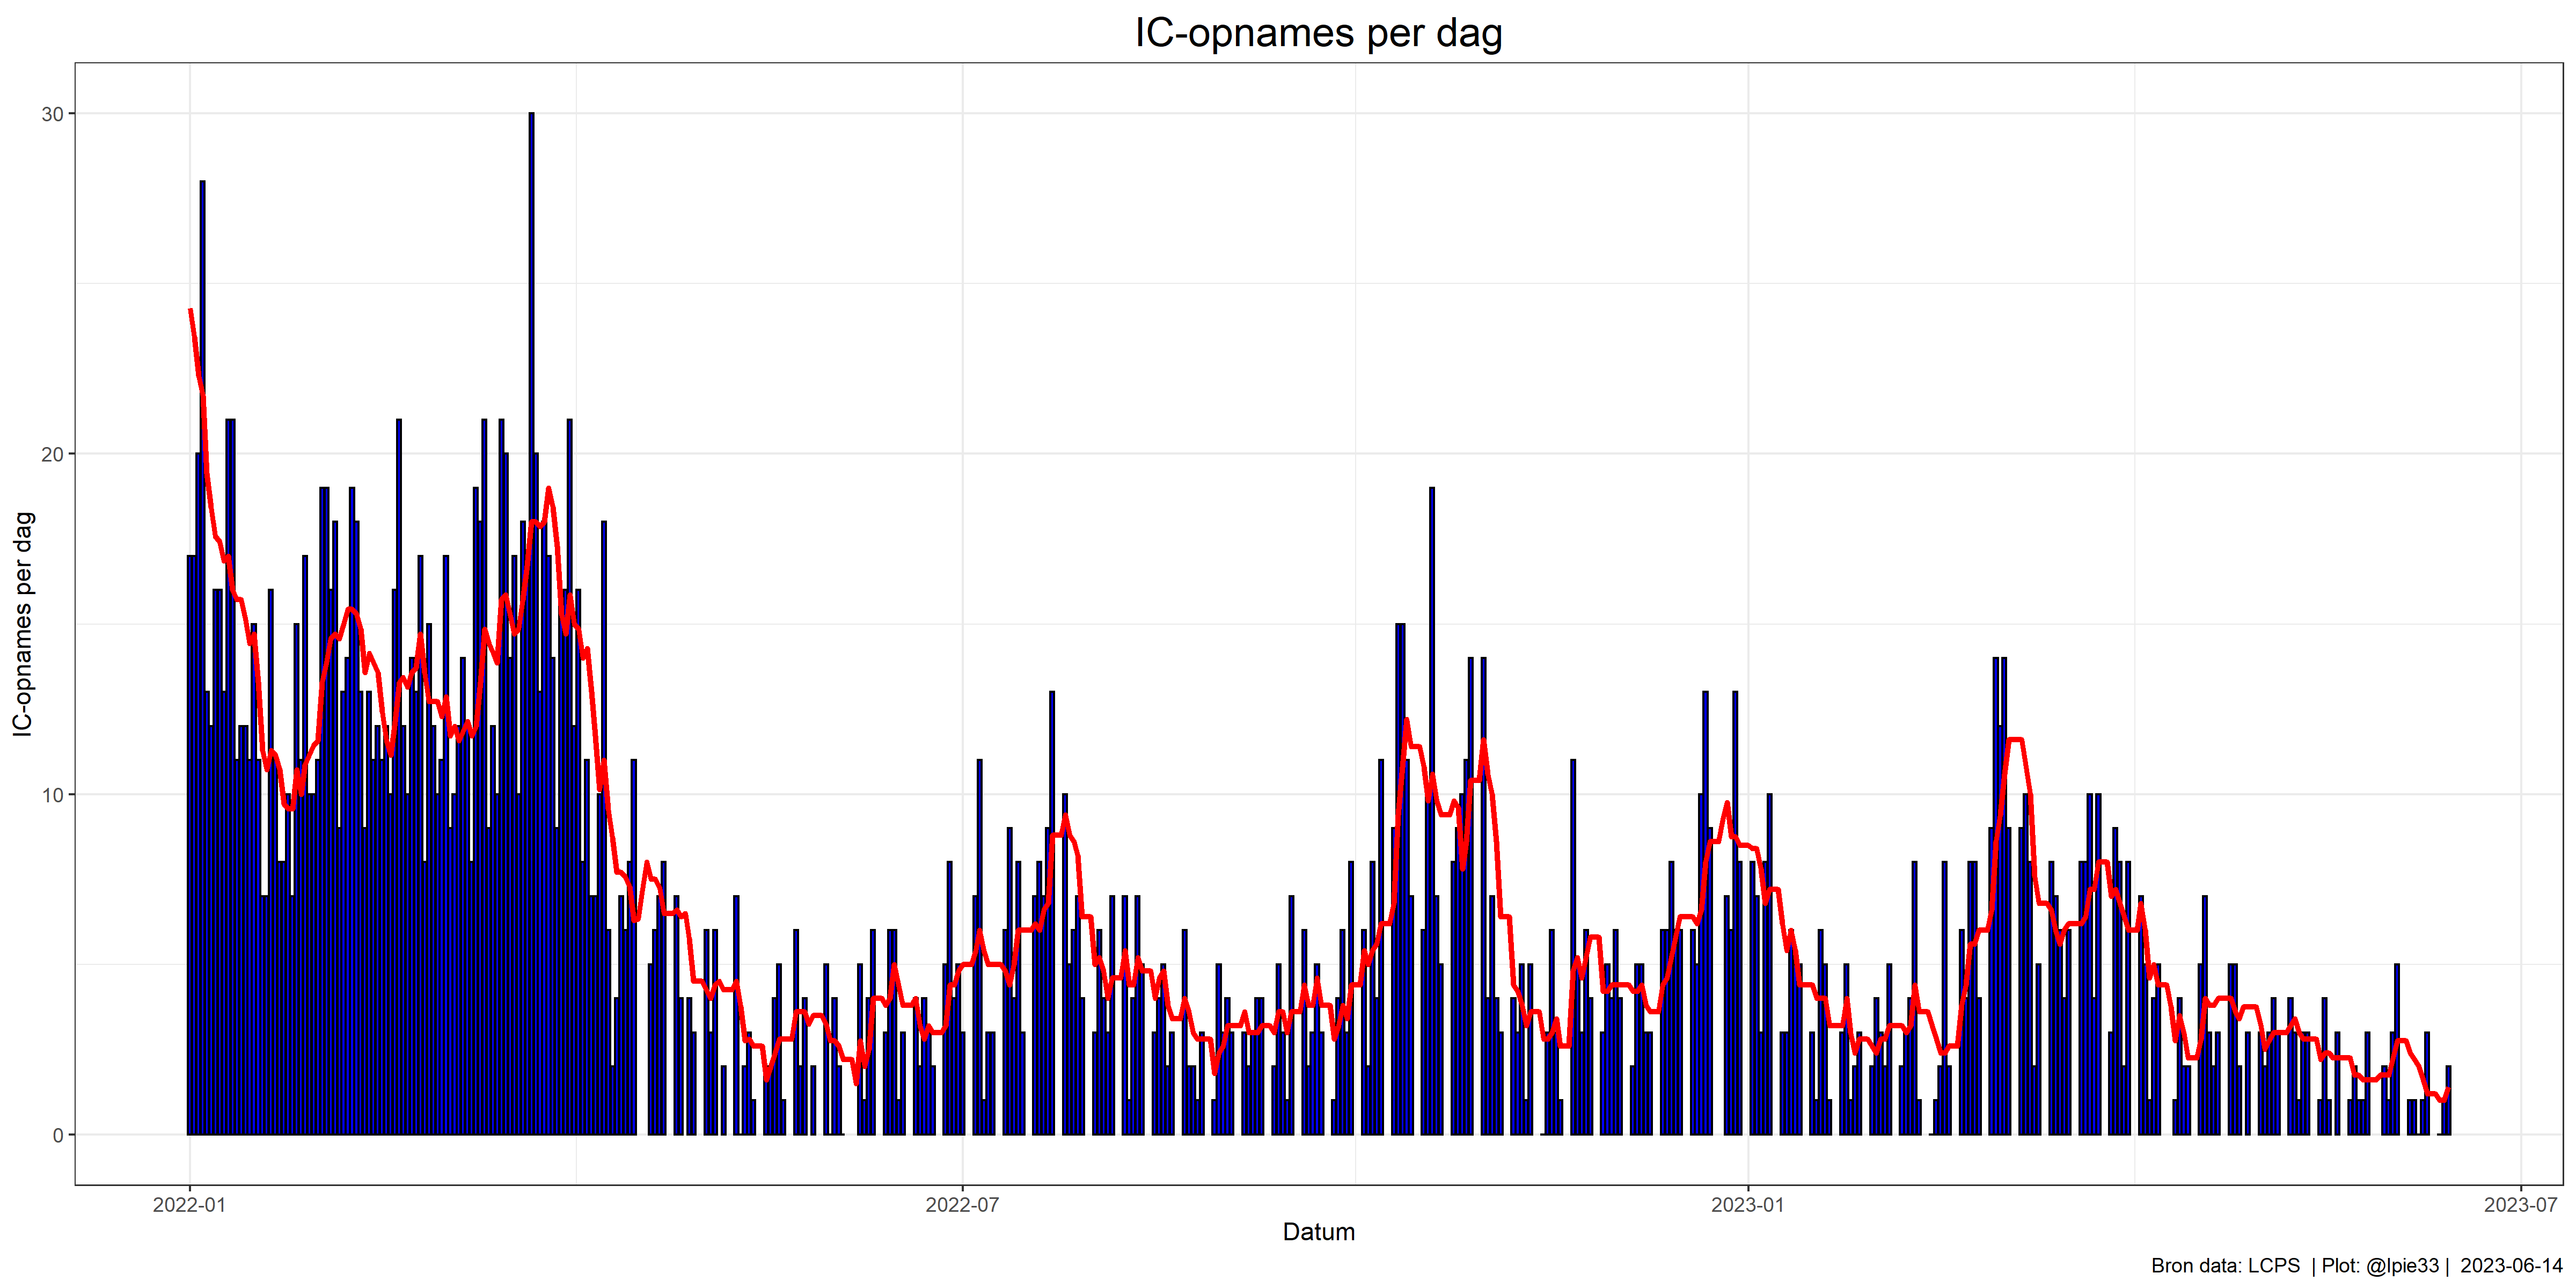 IC-opnames per dag
IC-opnames per dag
30
20
10
0
2022-01
2022-07
2023-01
2023-07
Datum
Bron data: LCPS | Plot: @lpie33 | 2023-06-14